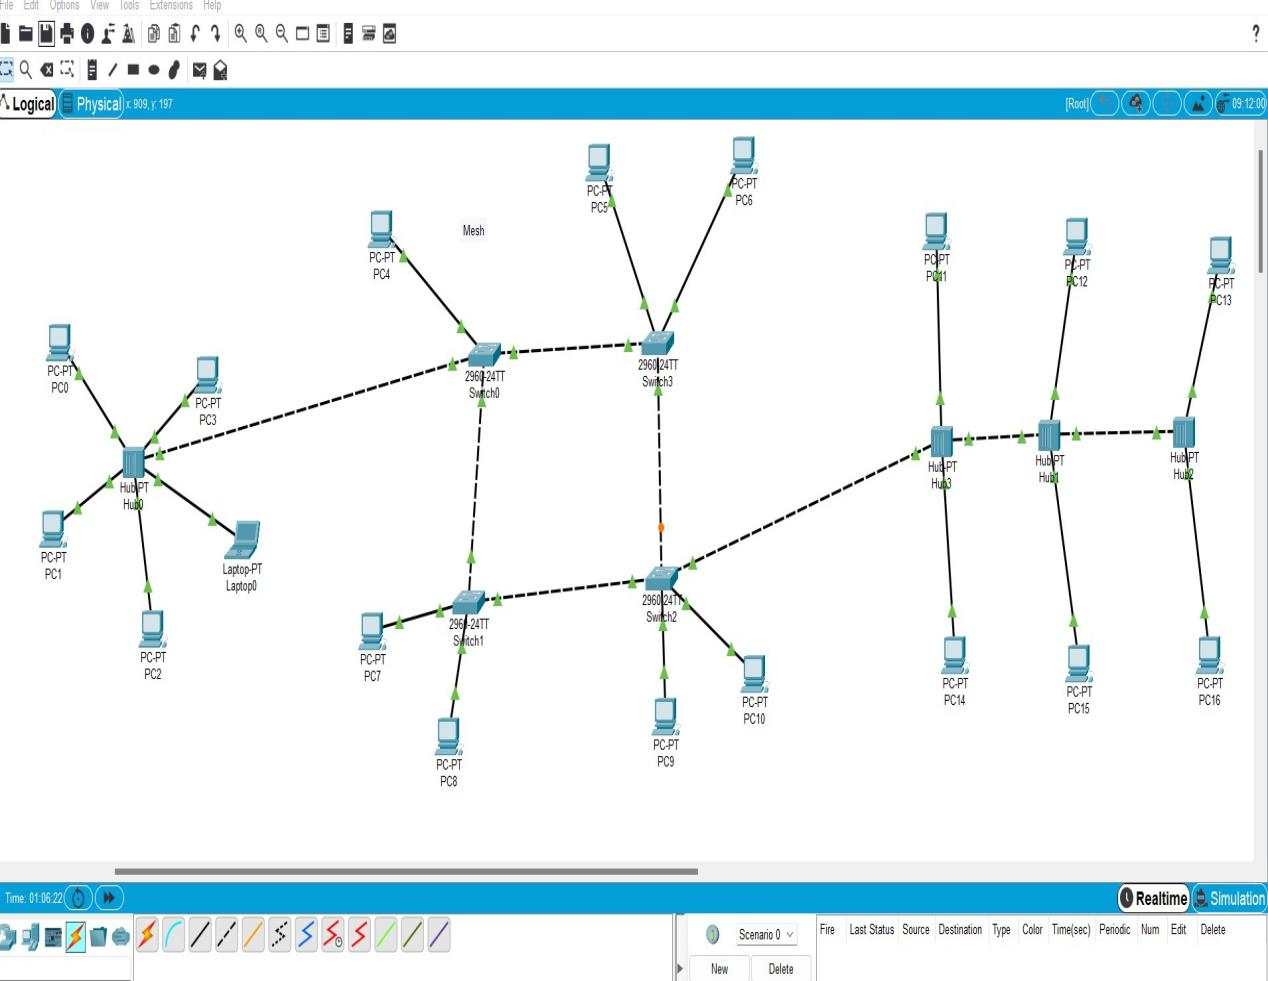 File Edit Options View Tools Extensions Help
Logical Physical x: 909, y: 197 [Root] 09:12:00
PC-PT
PC5
PC-PT
PC6
Mesh
PC-PT
PC4
PC-PT
PC11
PC-PT
PC12
PC-PT
PC13
PC-PT
PC0
PC-PT
PC3
2960-24TT
Switch0
2960-24TT
Switch3
Hub-PT
Hub0
Hub-PT
Hub3
Hub-PT
Hub1
Hub-PT
Hub2
PC-PT
PC1
Laptop-PT
Laptop0
PC-PT
PC2
2960-24TT
Switch1
2960-24TT
Switch2
PC-PT
PC7
PC-PT
PC8
PC-PT
PC9
PC-PT
PC10
PC-PT
PC14
PC-PT
PC15
PC-PT
PC16
Time: 01:06:22 Realtime Simulation
Scenario 0
New Delete
Fire Last Status Source Destination Type Color Time(sec) Periodic Num Edit Delete